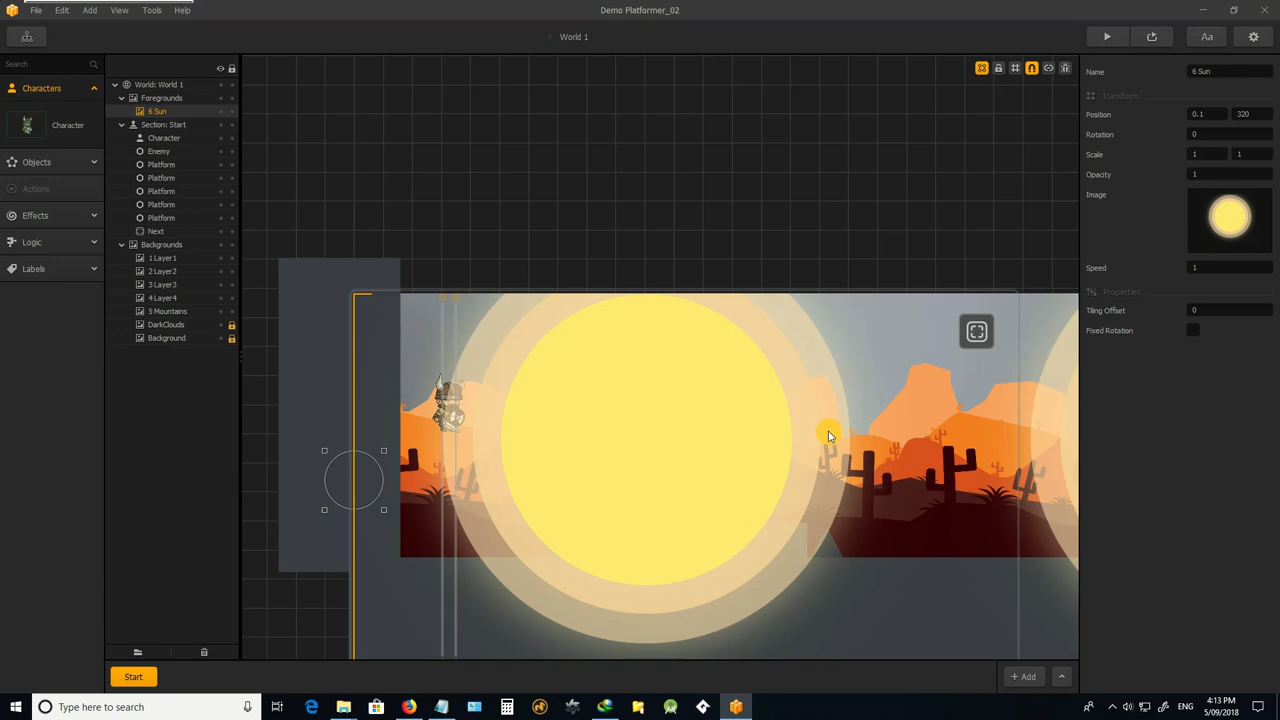 File Edit Add View Tools Help
Demo Platformer_02
World 1
Aa
Search
Characters
Character
Objects
Actions
Effects
Logic
Labels
World: World 1
Foregrounds
6 Sun
Section: Start
Character
Enemy
Platform
Platform
Platform
Platform
Platform
Next
Backgrounds
1 Layer1
2 Layer2
3 Layer3
4 Layer4
5 Mountains
DarkClouds
Background
Name 6 Sun
Transform
Position 0.1 320
Rotation 0
Scale 1 1
Opacity 1
Image
Speed 1
Properties
Tiling Offset 0
Fixed Rotation
Start
+ Add
Type here to search
ENG
4:13 PM
5/09/2018